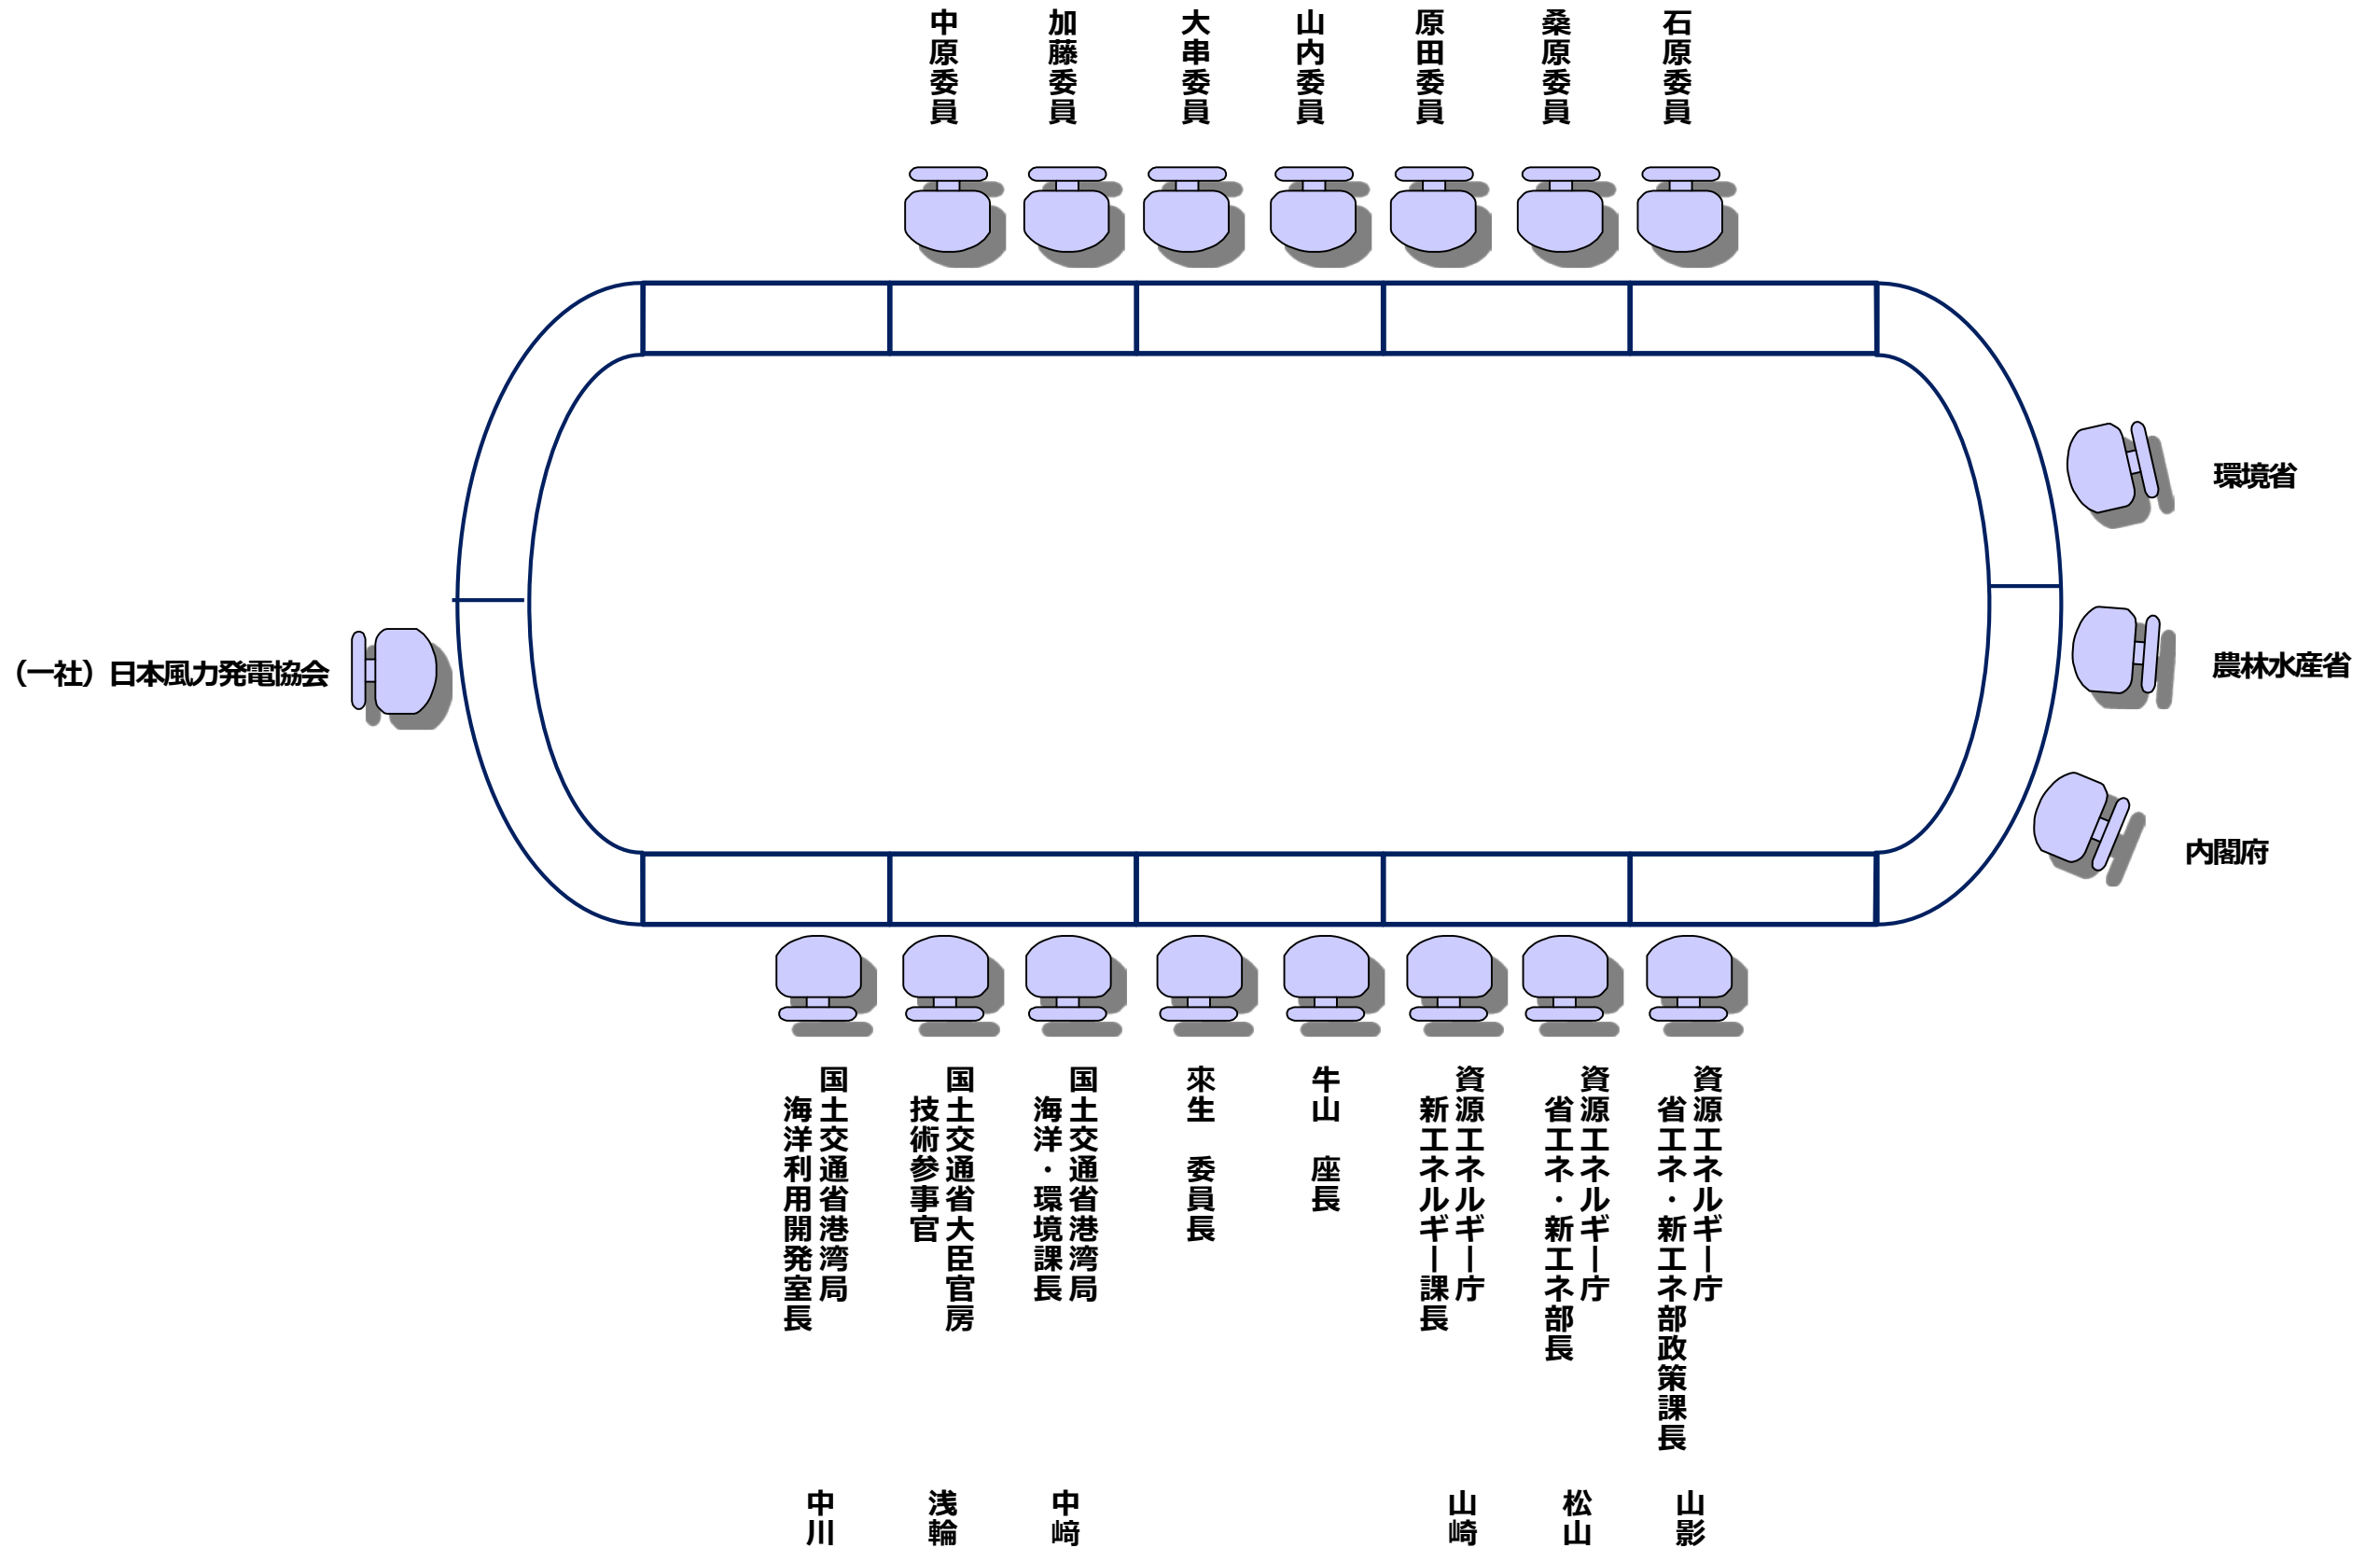 中原委員
加藤委員
大串委員
山内委員
原田委員
桑原委員
石原委員
環境省
農林水産省
内閣府
（一社）日本風力発電協会
国土交通省港湾局
海洋利用開発室長
中川
国土交通省大臣官房
技術参事官
浅輪
国土交通省港湾局
海洋・環境課長
中﨑
來生　委員長
牛山　座長
資源エネルギー庁
新エネルギー課長
山崎
資源エネルギー庁
省エネ・新エネ部長
松山
資源エネルギー庁
省エネ・新エネ部政策課長
山影